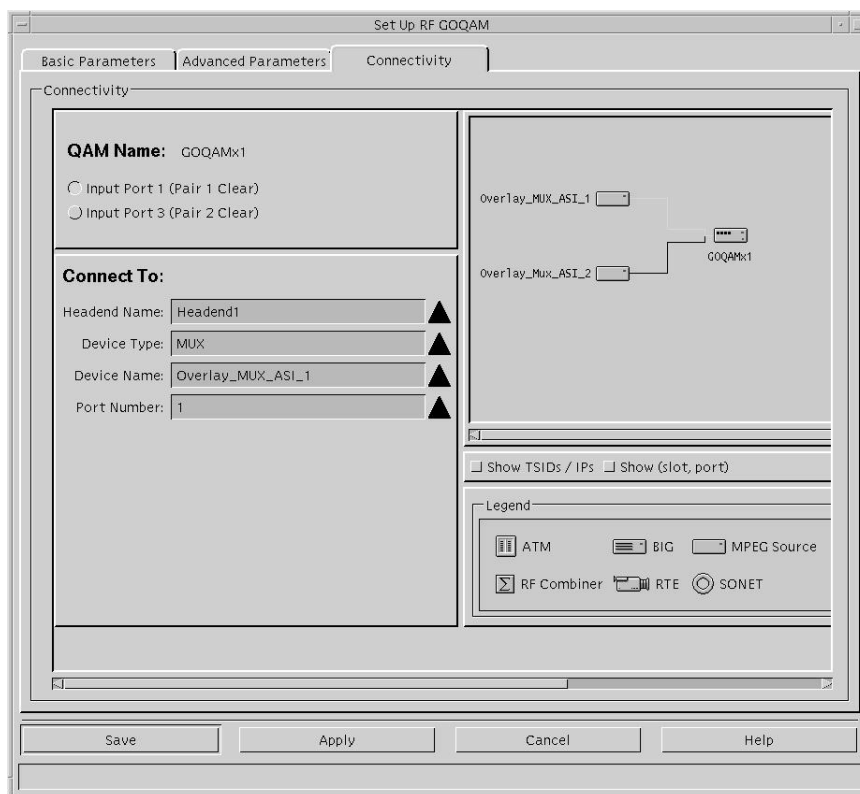 Set Up RF GOQAM
Basic Parameters
Advanced Parameters
Connectivity
Connectivity
QAM Name: GOQAMx1
Input Port 1 (Pair 1 Clear)
Input Port 3 (Pair 2 Clear)
Connect To:
Headend Name: Headend1
Device Type: MUX
Device Name: Overlay_MUX_ASI_1
Port Number: 1
Overlay_MUX_ASI_1
GOQAMx1
Overlay_Mux_ASI_2
Show TSIDs / IPs Show (slot, port)
Legend
ATM BIG MPEG Source
RF Combiner RTE SONET
Save Apply Cancel Help